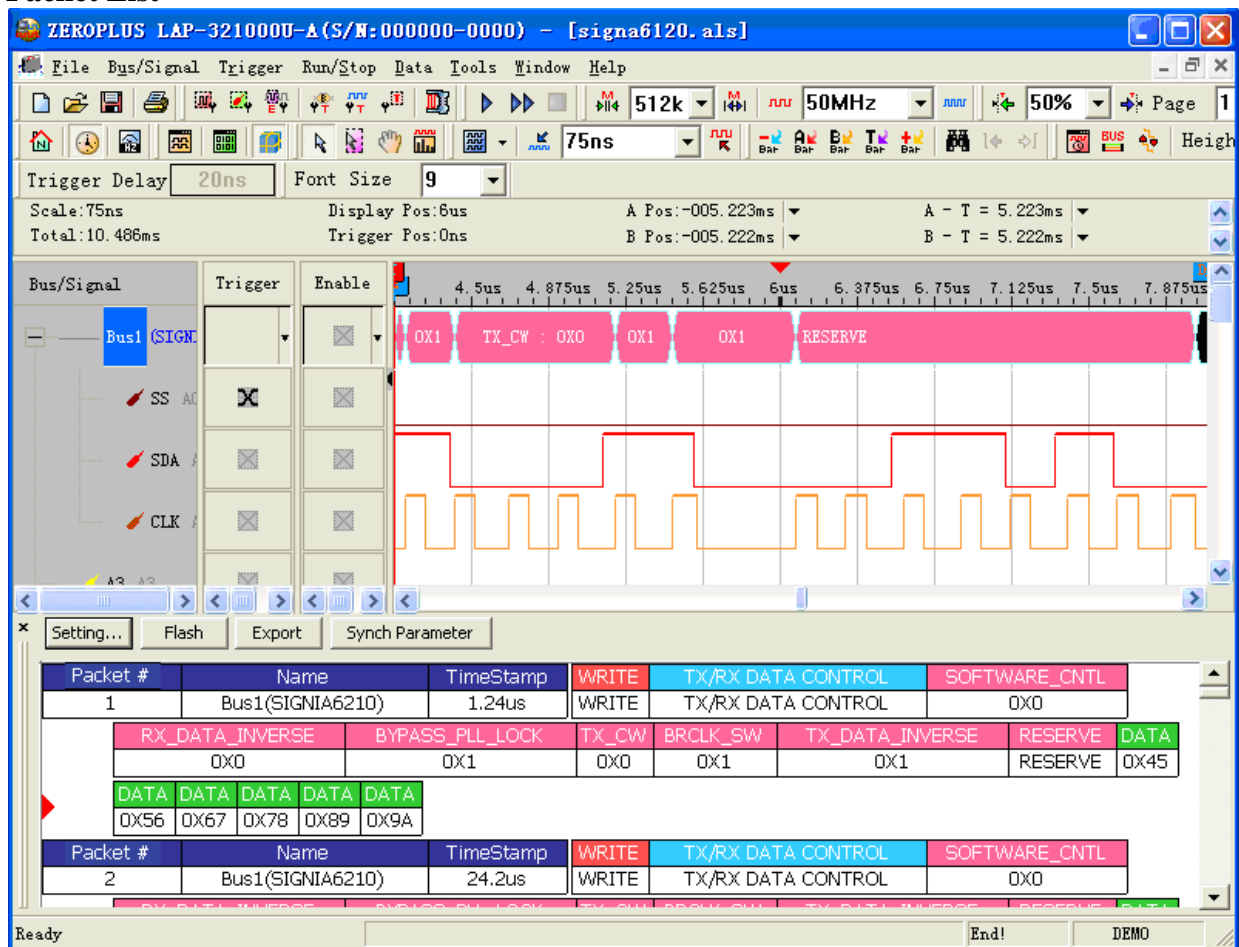 ZEROPLUS LAP-321000U-A(S/N:000000-0000) - [signa6120.als]
File Bus/Signal Trigger Run/Stop Data Tools Window Help
512k 50MHz 50% Page 1
75ns Bar Bar Bar Bar Bar BUS Heigh
Trigger Delay 20ns Font Size 9
Scale:75ns Display Pos:6us A Pos:-005.223ms A - T = 5.223ms
Total:10.486ms Trigger Pos:0ns B Pos:-005.222ms B - T = 5.222ms
Bus/Signal Trigger Enable 4.5us 4.875us 5.25us 5.625us 6us 6.375us 6.75us 7.125us 7.5us 7.875us
Bus1 (SIGN 0X1 TX_CW : 0X0 0X1 0X1 RESERVE
SS
SDA
CLK
A3 A3
Setting... Flash Export Synch Parameter
Packet # Name TimeStamp WRITE TX/RX DATA CONTROL SOFTWARE_CNTL
1 Bus1(SIGNIA6210) 1.24us WRITE TX/RX DATA CONTROL 0X0
RX_DATA_INVERSE BYPASS_PLL_LOCK TX_CW BRCLK_SW TX_DATA_INVERSE RESERVE DATA
0X0 0X1 0X0 0X1 0X1 RESERVE 0X45
DATA DATA DATA DATA DATA
0X56 0X67 0X78 0X89 0X9A
Packet # Name TimeStamp WRITE TX/RX DATA CONTROL SOFTWARE_CNTL
2 Bus1(SIGNIA6210) 24.2us WRITE TX/RX DATA CONTROL 0X0
Ready End! DEMO